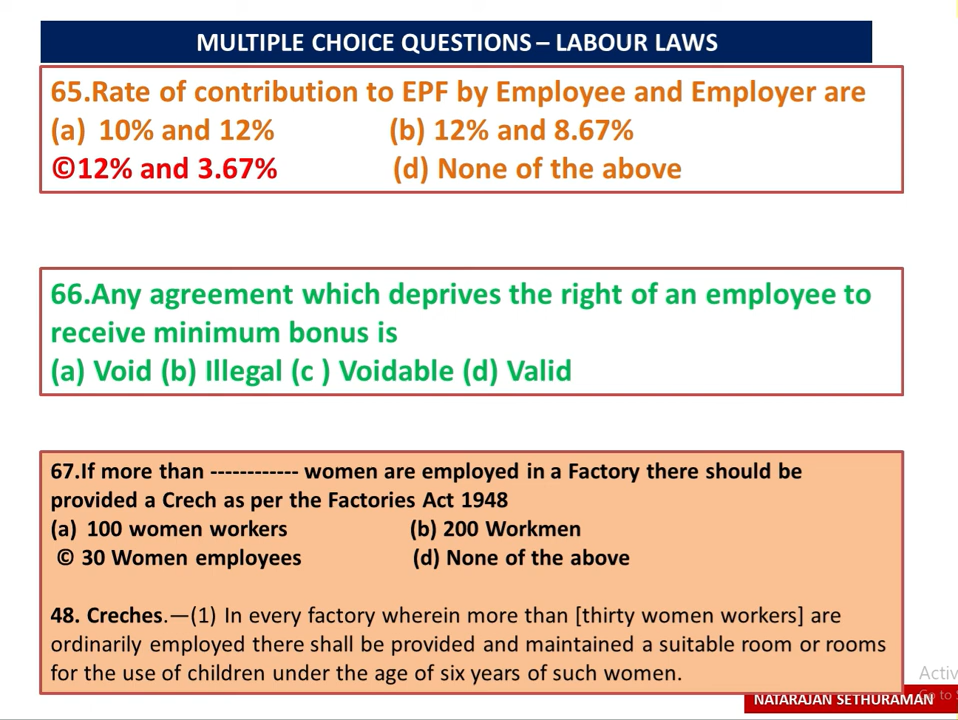 MULTIPLE CHOICE QUESTIONS – LABOUR LAWS
65.Rate of contribution to EPF by Employee and Employer are
(a) 10% and 12% (b) 12% and 8.67%
©12% and 3.67% (d) None of the above
66.Any agreement which deprives the right of an employee to
receive minimum bonus is
(a) Void (b) Illegal (c ) Voidable (d) Valid
67.If more than ------------ women are employed in a Factory there should be
provided a Crech as per the Factories Act 1948
(a) 100 women workers (b) 200 Workmen
© 30 Women employees (d) None of the above
48. Creches.—(1) In every factory wherein more than [thirty women workers] are
ordinarily employed there shall be provided and maintained a suitable room or rooms
for the use of children under the age of six years of such women.
Activ
Go to S
NATARAJAN SETHURAMAN